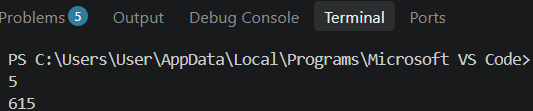 Problems 5 Output Debug Console Terminal Ports
PS C:\Users\User\AppData\Local\Programs\Microsoft VS Code>
5
615